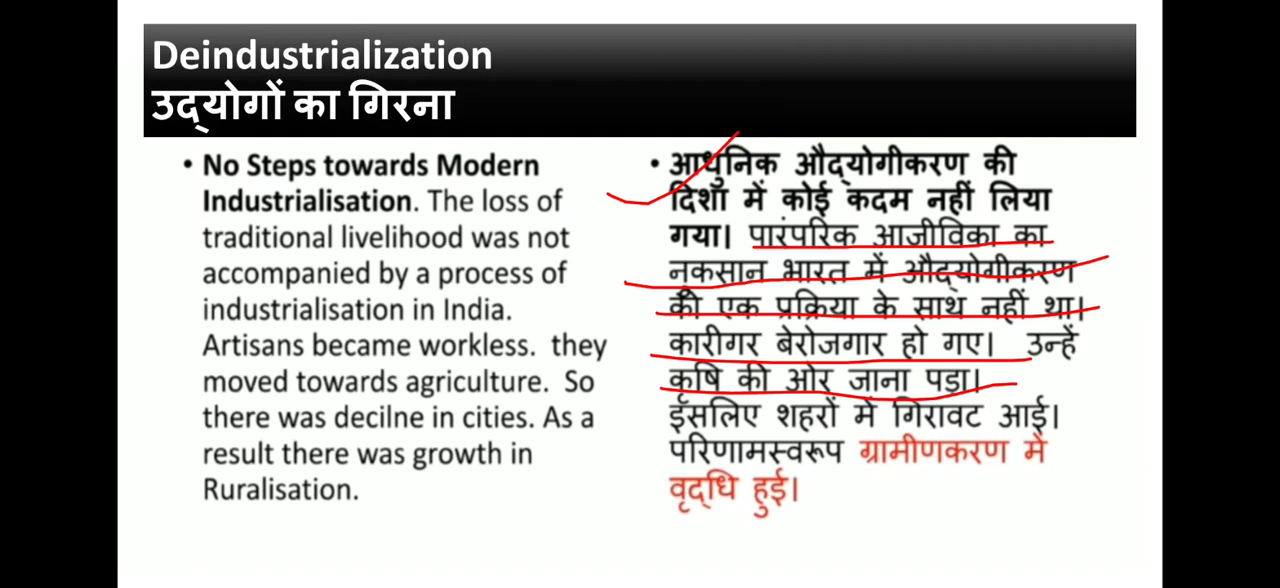 Deindustrialization
उद्योगों का गिरना
• No Steps towards Modern
Industrialisation. The loss of
traditional livelihood was not
accompanied by a process of
industrialisation in India.
Artisans became workless.  they
moved towards agriculture.  So
there was decilne in cities. As a
result there was growth in
Ruralisation.
• आधुनिक औद्योगीकरण की
दिशा में कोई कदम नहीं लिया
गया। पारंपरिक आजीविका का
नुकसान भारत में औद्योगीकरण
की एक प्रक्रिया के साथ नहीं था।
कारीगर बेरोजगार हो गए।  उन्हें
कृषि की ओर जाना पड़ा।
इसलिए शहरों में गिरावट आई।
परिणामस्वरूप ग्रामीणकरण में
वृद्धि हुई।